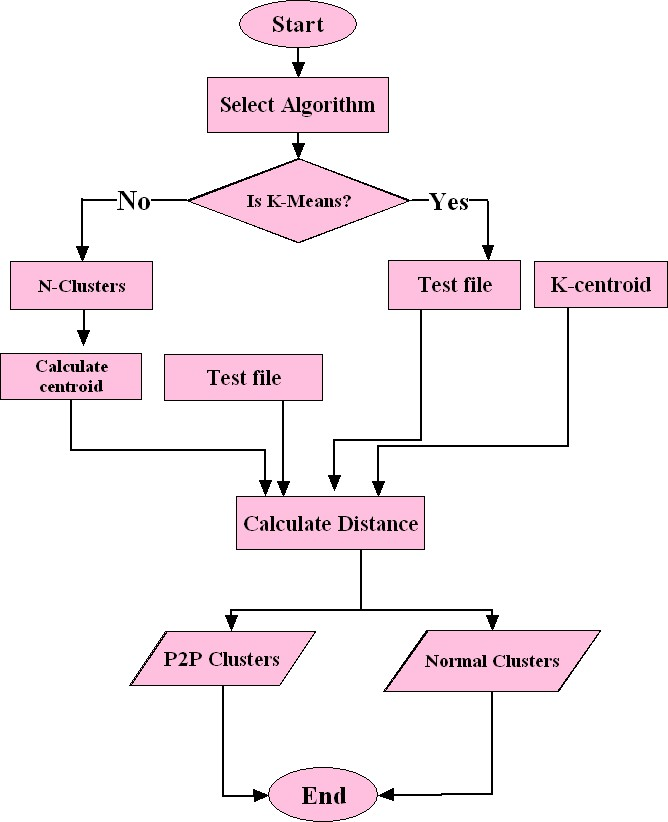 Start
Select Algorithm
Is K-Means?
No
Yes
N-Clusters
Test file
K-centroid
Calculate
centroid
Test file
Calculate Distance
P2P Clusters
Normal Clusters
End